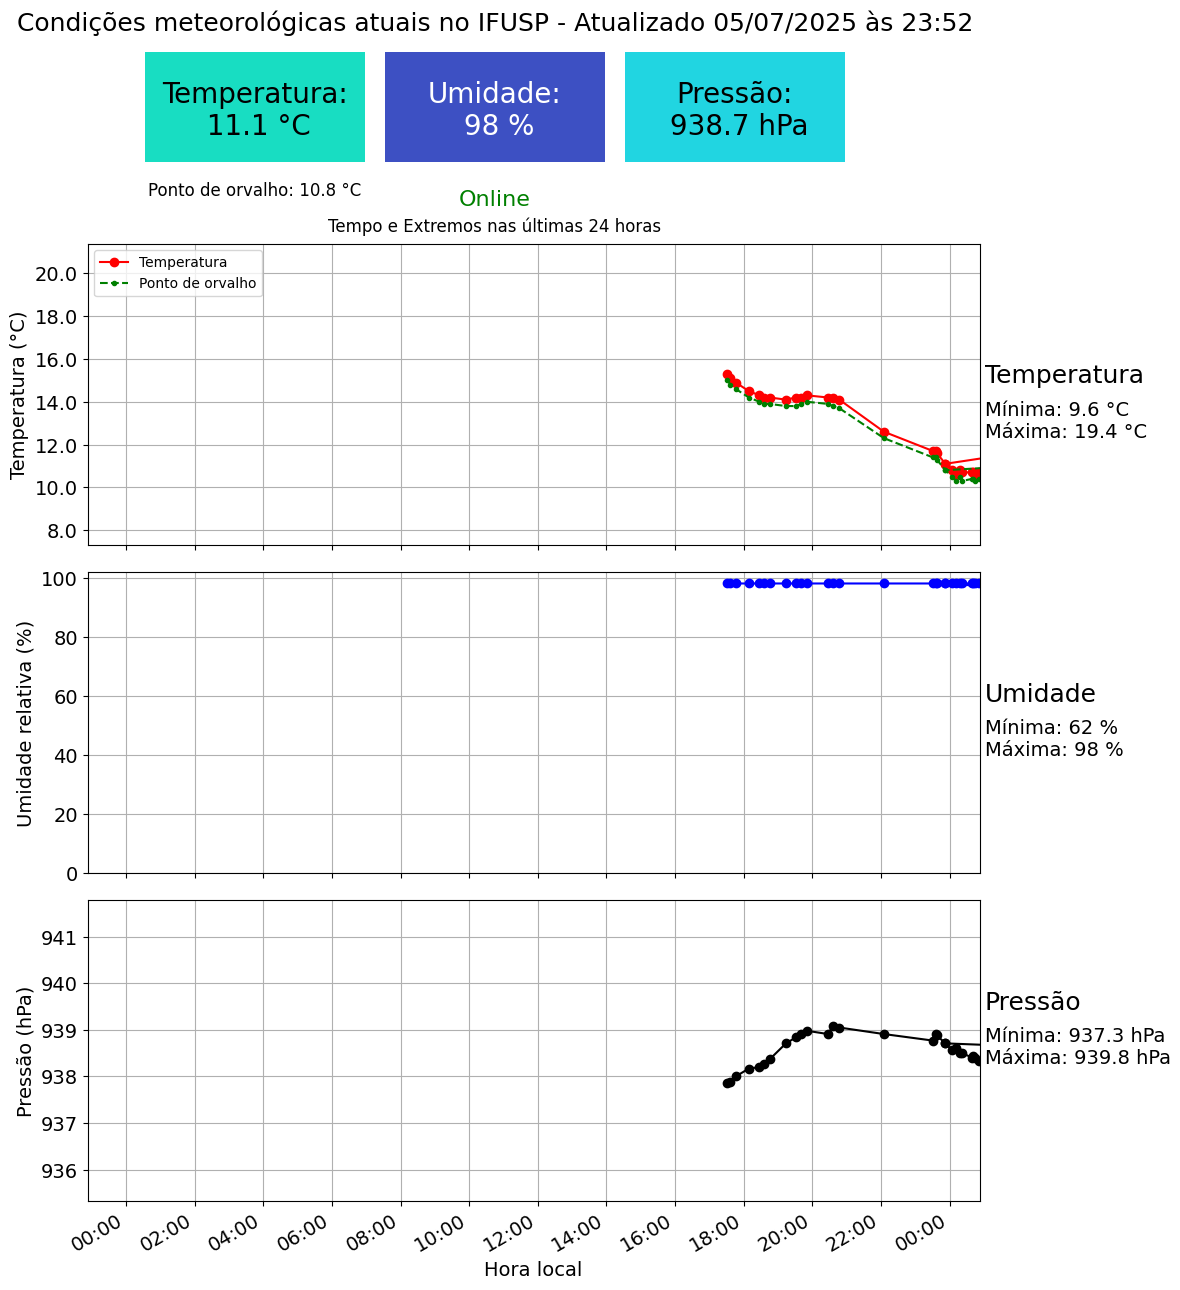 Condições meteorológicas atuais no IFUSP - Atualizado 05/07/2025 às 23:52
Temperatura:
11.1 °C
Umidade:
98 %
Pressão:
938.7 hPa
Ponto de orvalho: 10.8 °C
Online
Tempo e Extremos nas últimas 24 horas
Temperatura
Ponto de orvalho
Temperatura (°C)
20.0
18.0
16.0
14.0
12.0
10.0
8.0
Temperatura
Mínima: 9.6 °C
Máxima: 19.4 °C
Umidade relativa (%)
100
80
60
40
20
0
Umidade
Mínima: 62 %
Máxima: 98 %
Pressão (hPa)
941
940
939
938
937
936
Pressão
Mínima: 937.3 hPa
Máxima: 939.8 hPa
00:00 02:00 04:00 06:00 08:00 10:00 12:00 14:00 16:00 18:00 20:00 22:00 00:00
Hora local